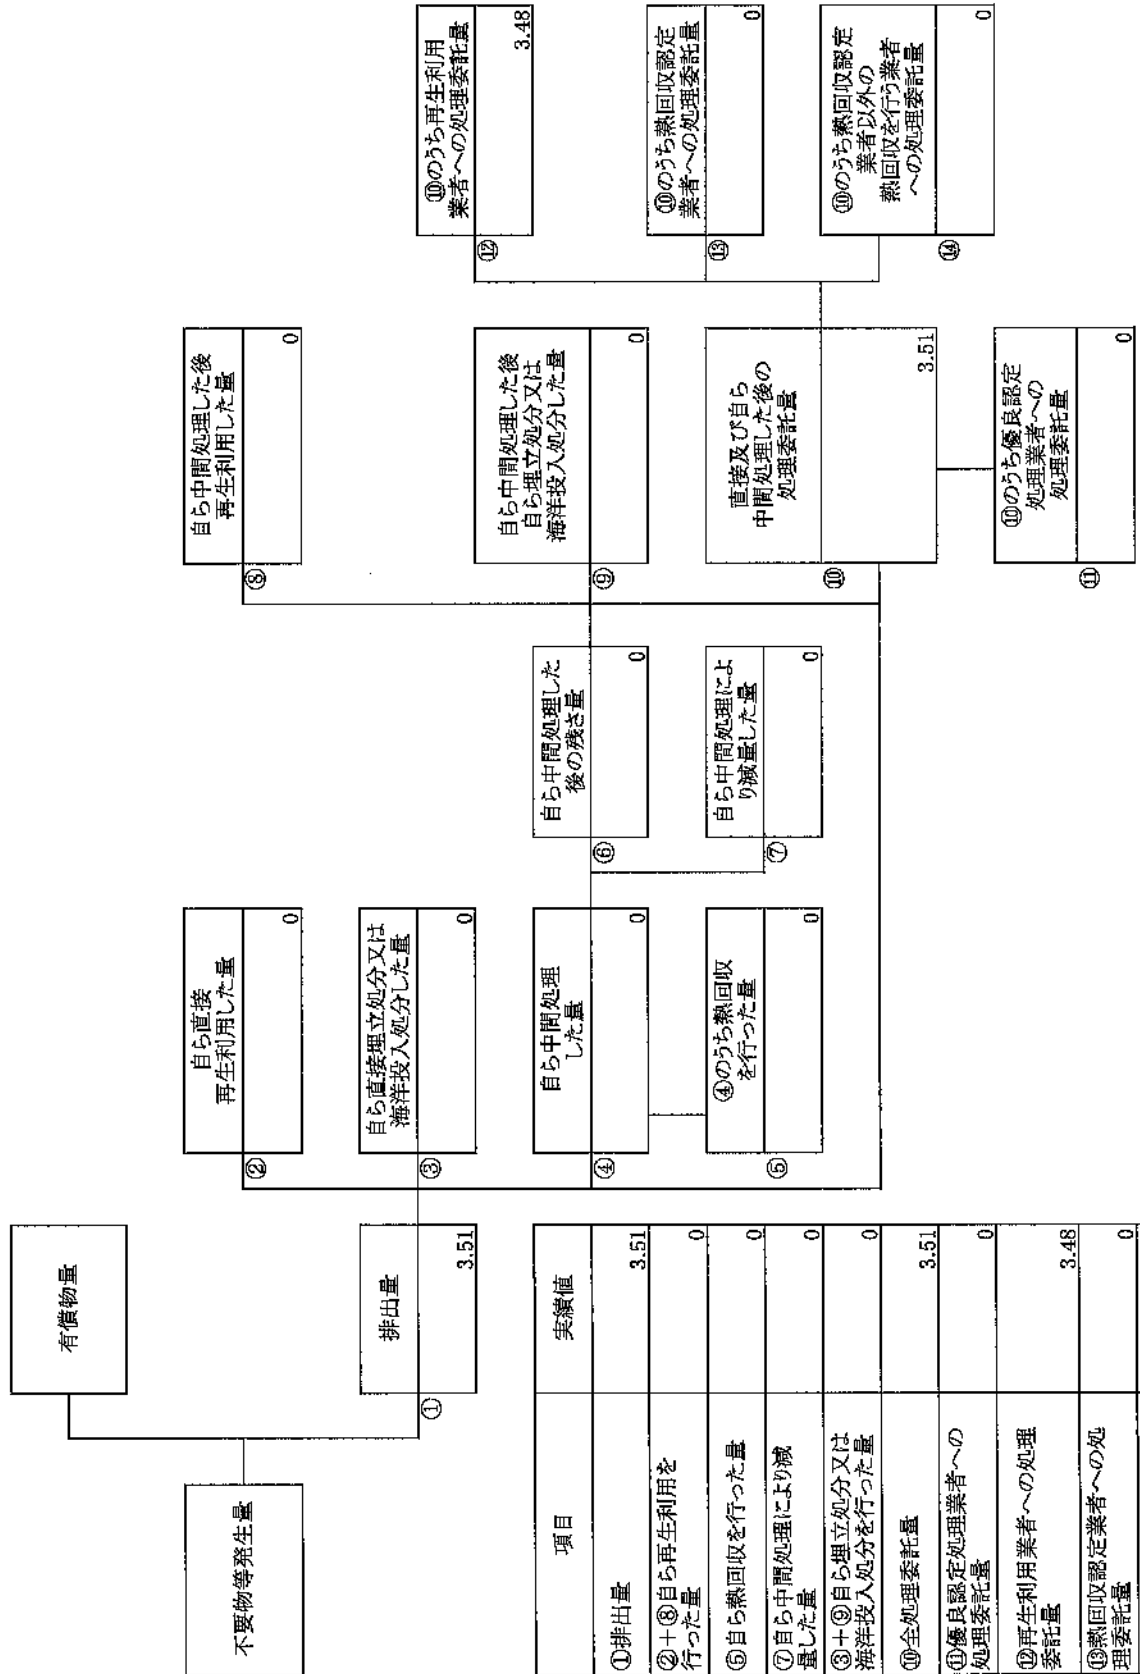 不要物等発生量
有償物量
①
排出量
3.51
②
自ら直接
再生利用した量
0
③
自ら直接埋立処分又は
海洋投入処分した量
0
④
自ら中間処理
した量
0
⑤
④のうち熱回収
を行った量
0
⑥
自ら中間処理した
後の残さ量
0
⑦
自ら中間処理によ
り減量した量
0
⑧
自ら中間処理した後
再生利用した量
0
⑨
自ら中間処理した後
自ら埋立処分又は
海洋投入処分した量
0
⑩
直接及び自ら
中間処理した後の
処理委託量
3.51
⑪
⑩のうち優良認定
処理業者への
処理委託量
0
⑫
⑩のうち再生利用
業者への処理委託量
3.48
⑬
⑩のうち熱回収認定
業者への処理委託量
0
⑭
⑩のうち熱回収認定
業者以外の
熱回収を行う業者
への処理委託量
0
項目 実績値
①排出量 3.51
②+⑧自ら再生利用を
行った量 0
⑤自ら熱回収を行った量 0
⑦自ら中間処理により減
量した量 0
③+⑨自ら埋立処分又は
海洋投入処分を行った量 0
⑩全処理委託量 3.51
⑪優良認定処理業者への
処理委託量 0
⑫再生利用業者への処理
委託量 3.48
⑬熱回収認定業者への処
理委託量 0